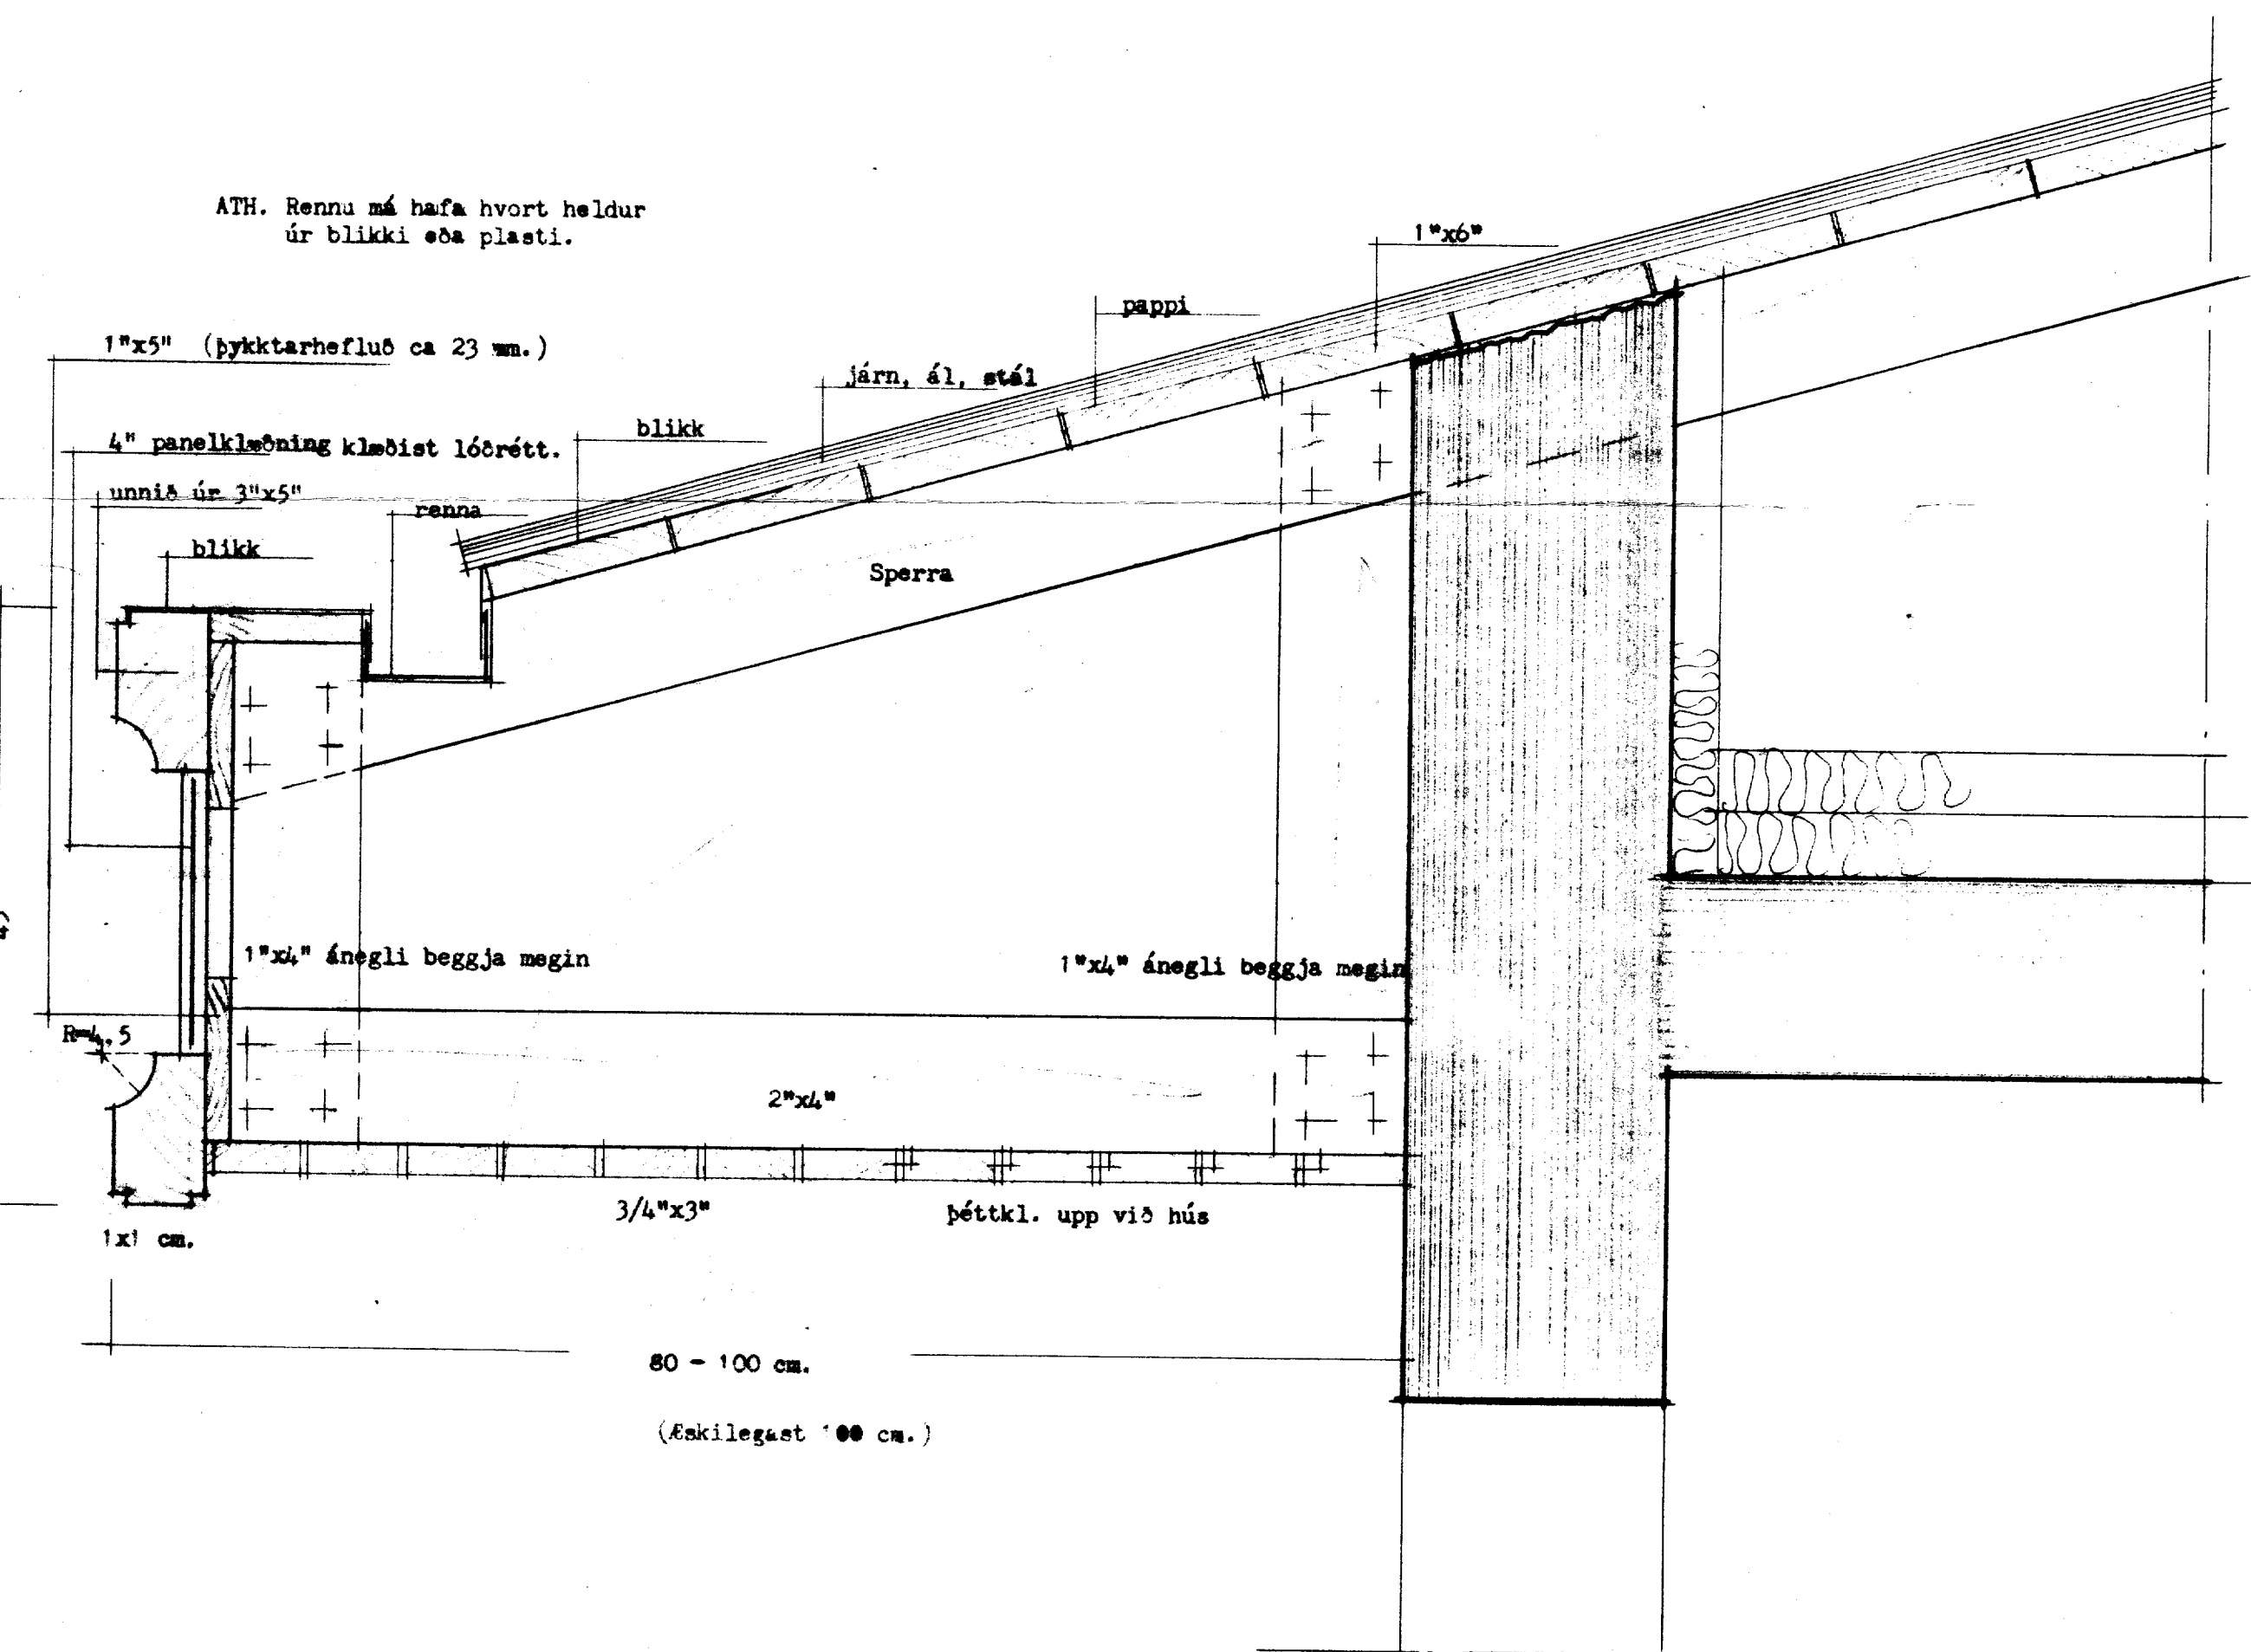 ATH. Rennu má hafa hvort heldur
úr blikki eða plasti.
1"x6"
pappi
1"x5" (þykktarhefluð ca 23 mm.)
járn, ál, stál
blikk
4" panelklæðning klæðist lóðrétt.
unnið úr 3"x5"
renna
blikk
Sperra
1"x4" ánegli beggja megin
1"x4" ánegli beggja megin
R=4,5
2"x4"
3/4"x3"
þéttkl. upp við hús
1x1 cm.
80 - 100 cm.
(Æskilegast 100 cm.)